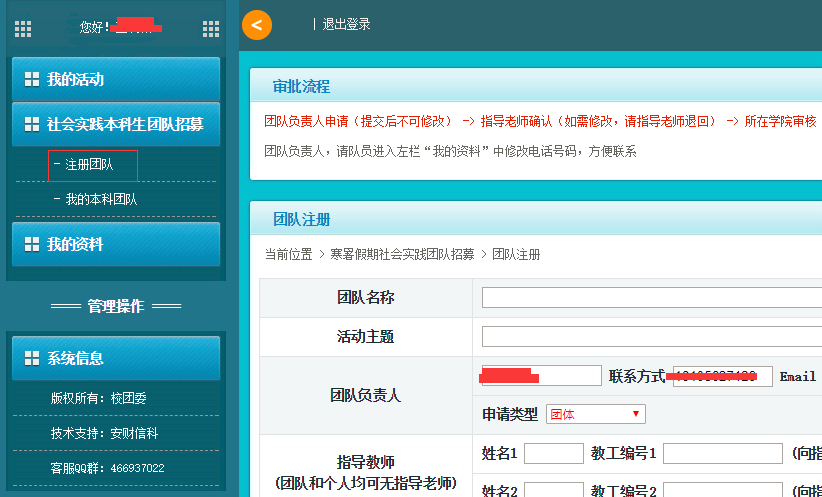 您好!
我的活动
社会实践本科生团队招募
- 注册团队
- 我的本科团队
我的资料
管理操作
系统信息
版权所有：校团委
技术支持：安财信科
客服QQ群：466937022
<
| 退出登录
审批流程
团队负责人申请（提交后不可修改） -> 指导老师确认（如需修改，请指导老师退回） -> 所在学院审核
团队负责人，请队员进入左栏“我的资料”中修改电话号码，方便联系
团队注册
当前位置 > 寒署假期社会实践团队招募 > 团队注册
团队名称
活动主题
团队负责人
联系方式 Email
申请类型 团体
指导教师
(团队和个人均可无指导老师)
姓名1 教工编号1 (向指
姓名2 教工编号2 (向指